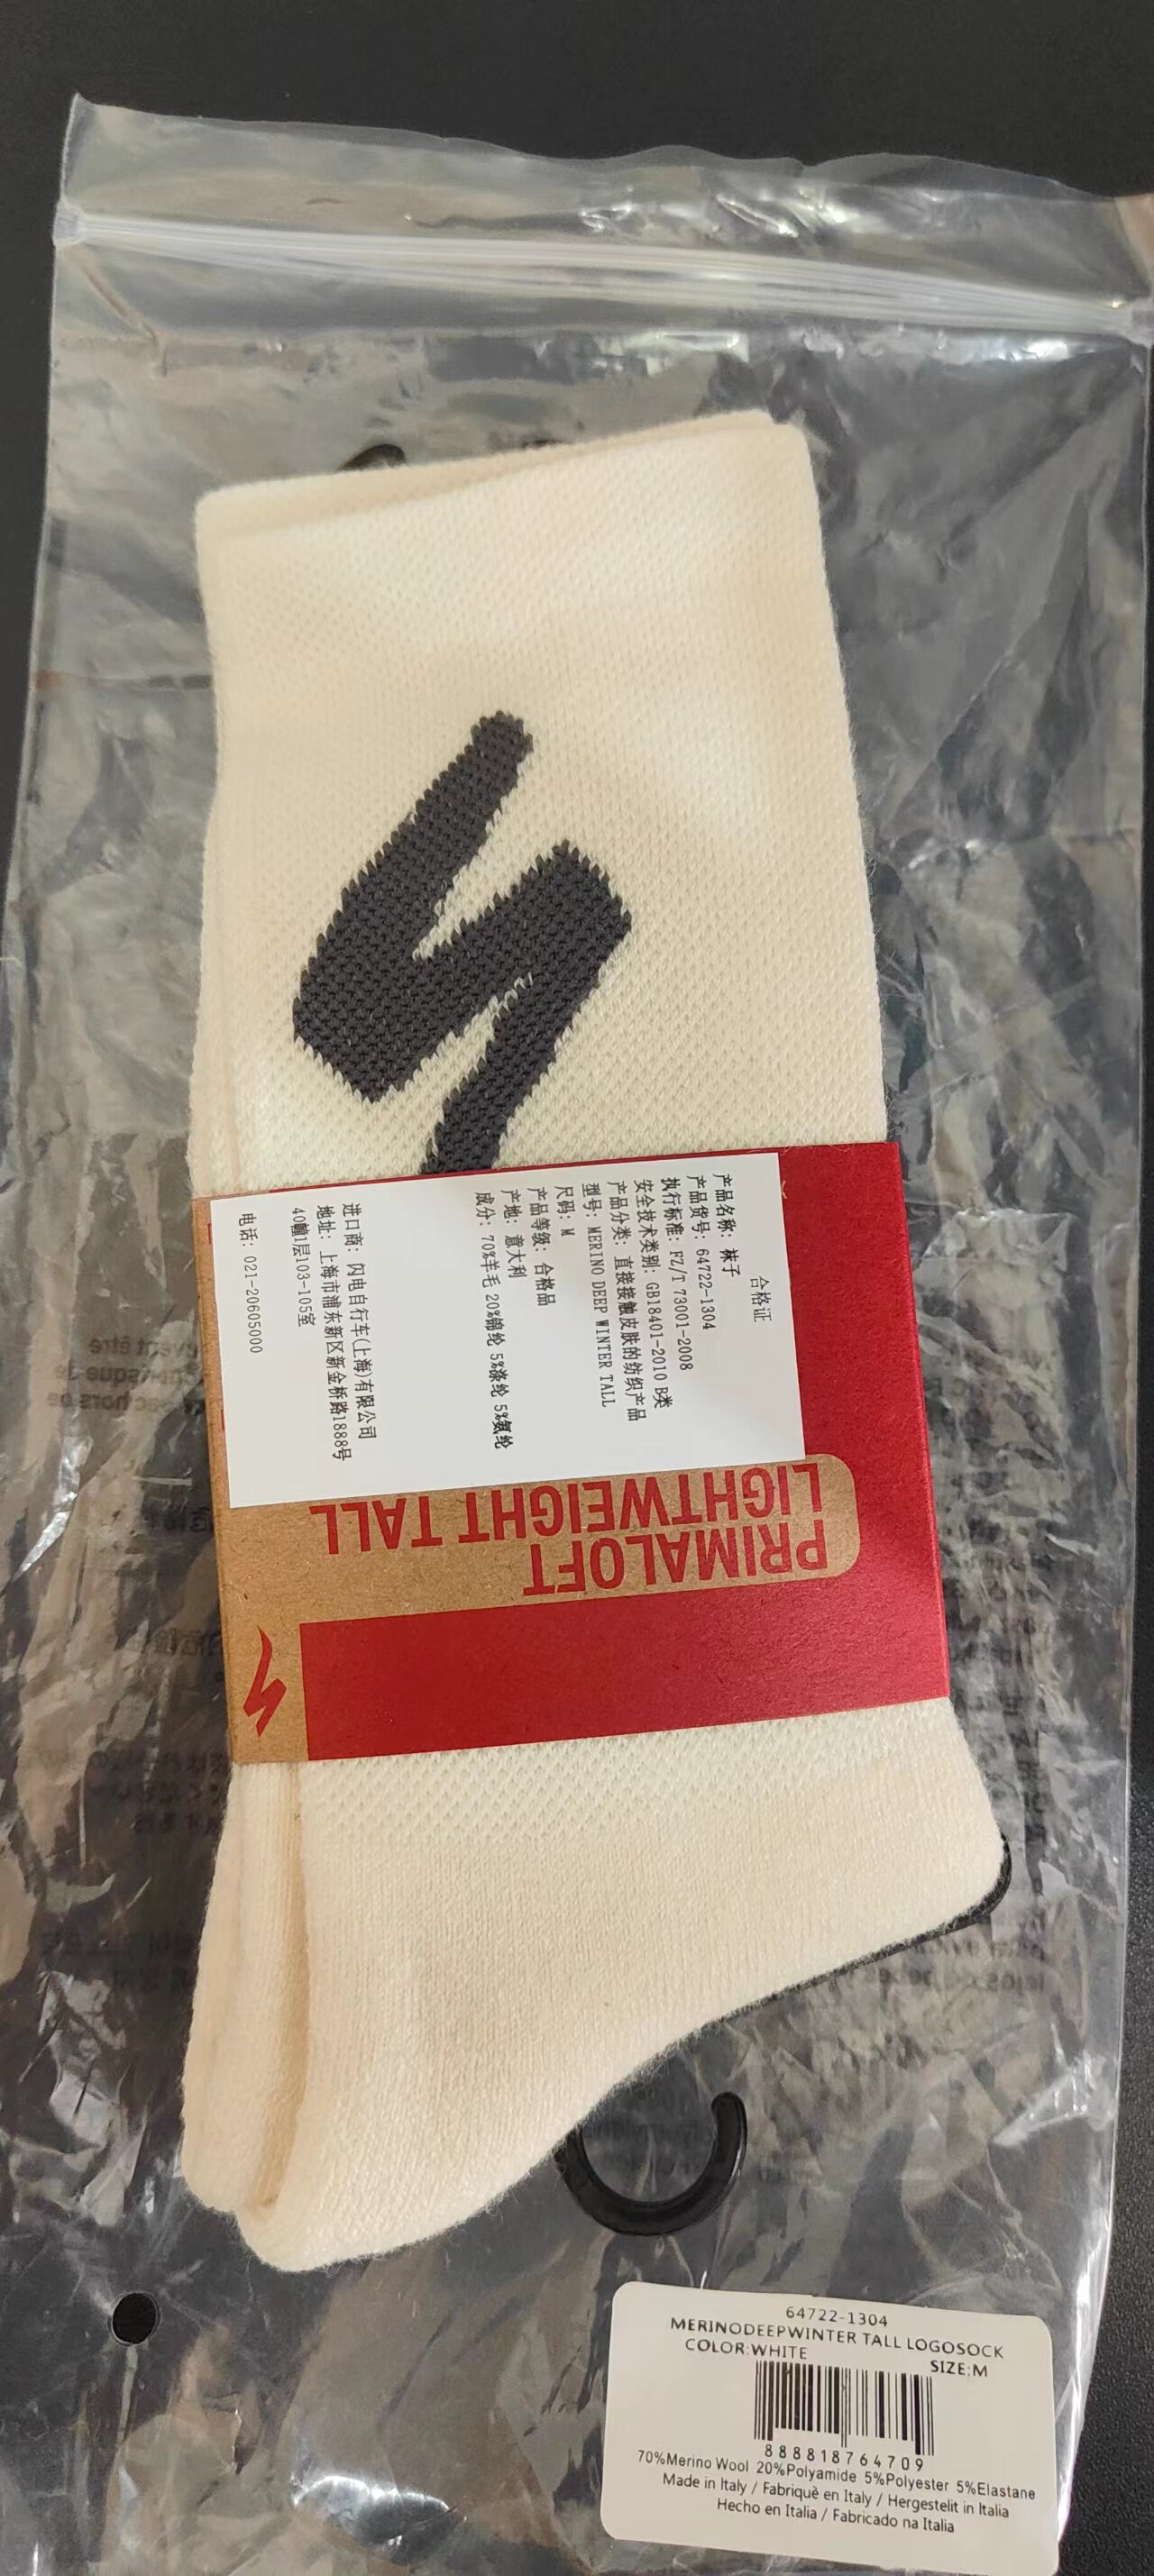 合格证
产品名称: 袜子
产品货号: 64722-1304
执行标准: FZ/T 73001-2008
安全技术类别: GB18401-2010 B类
产品分类: 直接接触皮肤的纺织产品
型号: MERINO DEEP WINTER TALL
尺码: M
产品等级: 合格品
产地: 意大利
成分: 70%羊毛 20%锦纶 5%涤纶 5%氨纶
进口商: 闪电自行车(上海)有限公司
地址: 上海市浦东新区新金桥路1888号
40幢1层103-105室
电话: 021-20605000
PRIMALOFT
LIGHTWEIGHT TALL
64722-1304
MERINODEEPWINTER TALL LOGOSOCK
COLOR:WHITE
SIZE:M
888818764709
70%Merino Wool 20%Polyamide 5%Polyester 5%Elastane
Made in Italy / Fabriquè en Italy / Hergestelit in Italia
Hecho en Italia / Fabricado na Italia